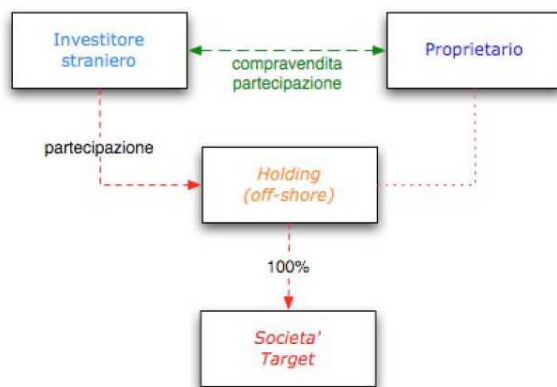 Investitore
straniero
Proprietario
compravendita
partecipazione
partecipazione
Holding
(off-shore)
100%
Societa'
Target